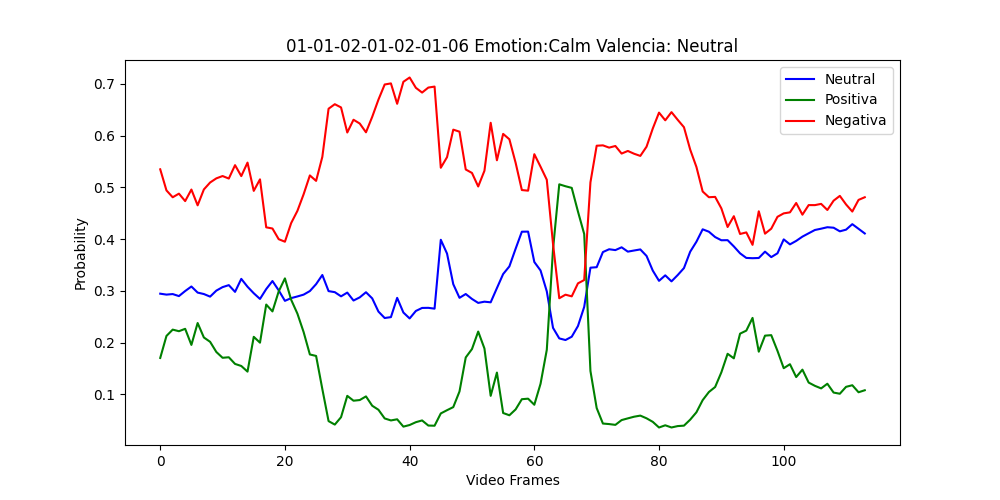 01-01-02-01-02-01-06 Emotion:Calm Valencia: Neutral
Neutral
Positiva
Negativa
Probability
0.7
0.6
0.5
0.4
0.3
0.2
0.1
0 20 40 60 80 100
Video Frames